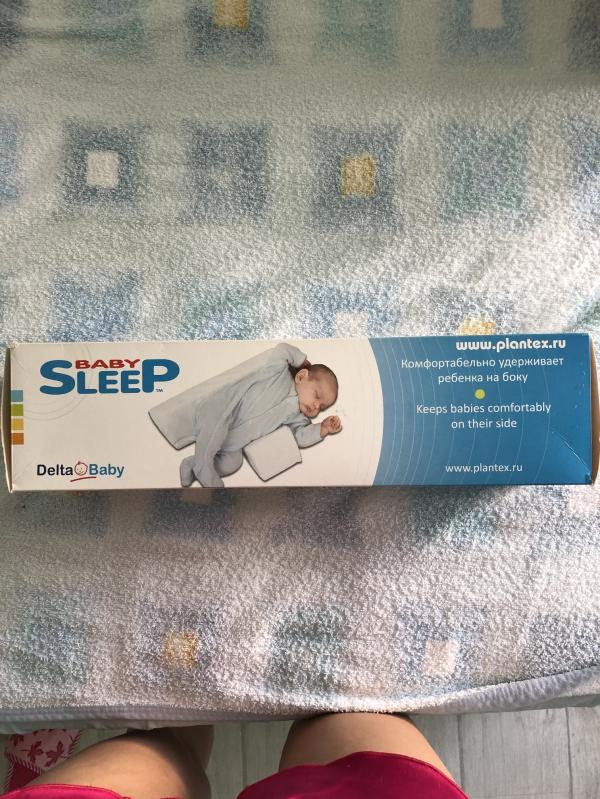 BABY
SLEEP™
Delta Baby
www.plantex.ru
Комфортабельно удерживает
ребенка на боку
Keeps babies comfortably
on their side
www.plantex.ru